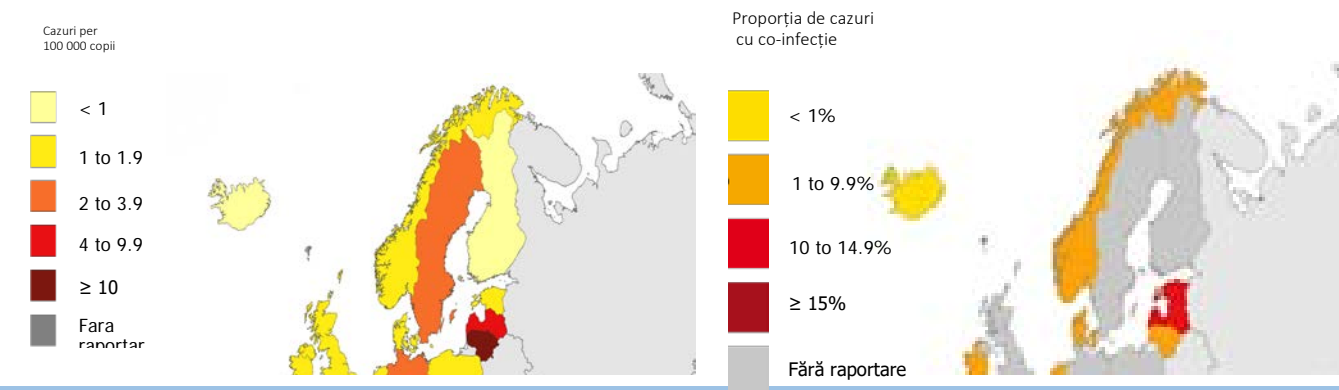 Cazuri per
100 000 copii
< 1
1 to 1.9
2 to 3.9
4 to 9.9
≥ 10
Fara
raportar
Proporția de cazuri
cu co-infecție
< 1%
1 to 9.9%
10 to 14.9%
≥ 15%
Fără raportare